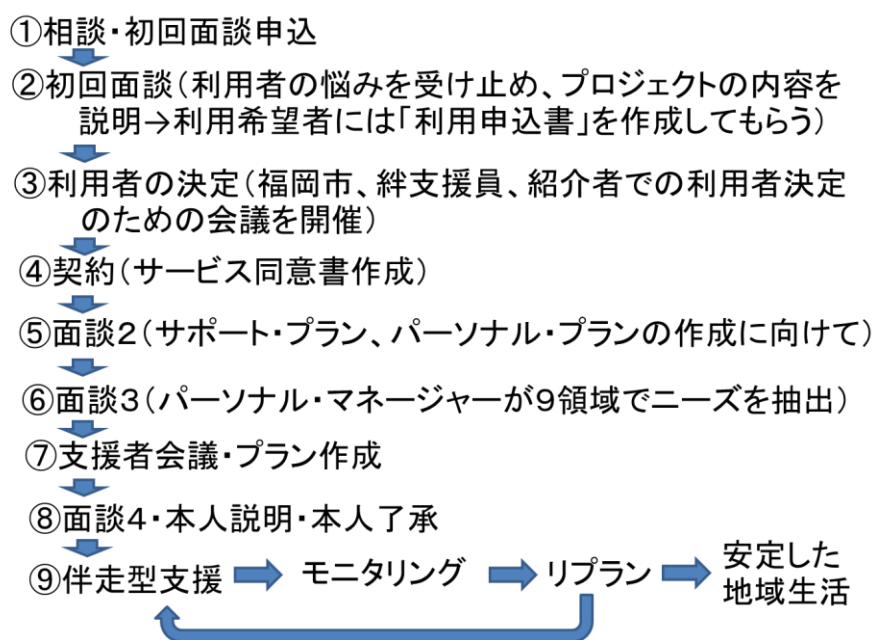 ①相談・初回面談申込
②初回面談（利用者の悩みを受け止め、プロジェクトの内容を
説明→利用希望者には「利用申込書」を作成してもらう）
③利用者の決定（福岡市、絆支援員、紹介者での利用者決定
のための会議を開催）
④契約（サービス同意書作成）
⑤面談２（サポート・プラン、パーソナル・プランの作成に向けて）
⑥面談３（パーソナル・マネージャーが９領域でニーズを抽出）
⑦支援者会議・プラン作成
⑧面談４・本人説明・本人了承
⑨伴走型支援 モニタリング リプラン 安定した
地域生活